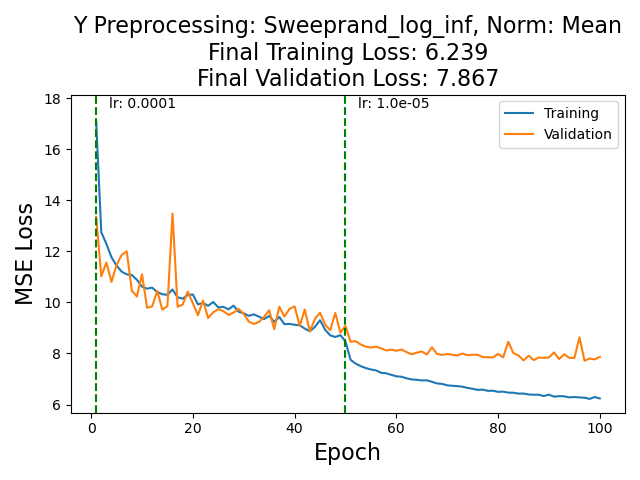 Y Preprocessing: Sweeprand_log_inf, Norm: Mean
Final Training Loss: 6.239
Final Validation Loss: 7.867
18
16
14
12
10
8
6
MSE Loss
lr: 0.0001
lr: 1.0e-05
Training
Validation
0
20
40
60
80
100
Epoch